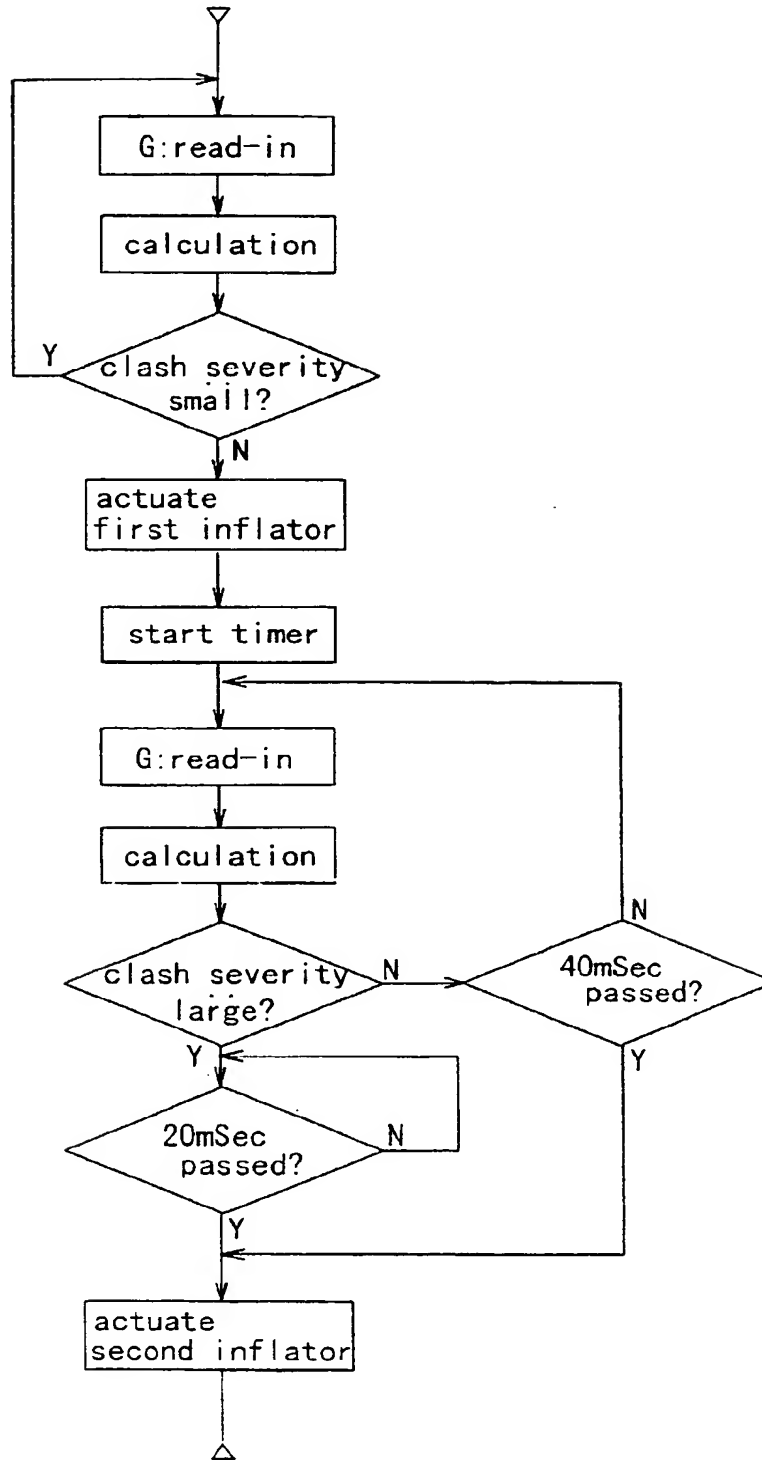 G:read-in
calculation
Y
clash severity
small?
N
actuate
first inflator
start timer
G:read-in
calculation
N
clash severity
large?
N
40mSec
passed?
Y
Y
20mSec
passed?
N
Y
actuate
second inflator